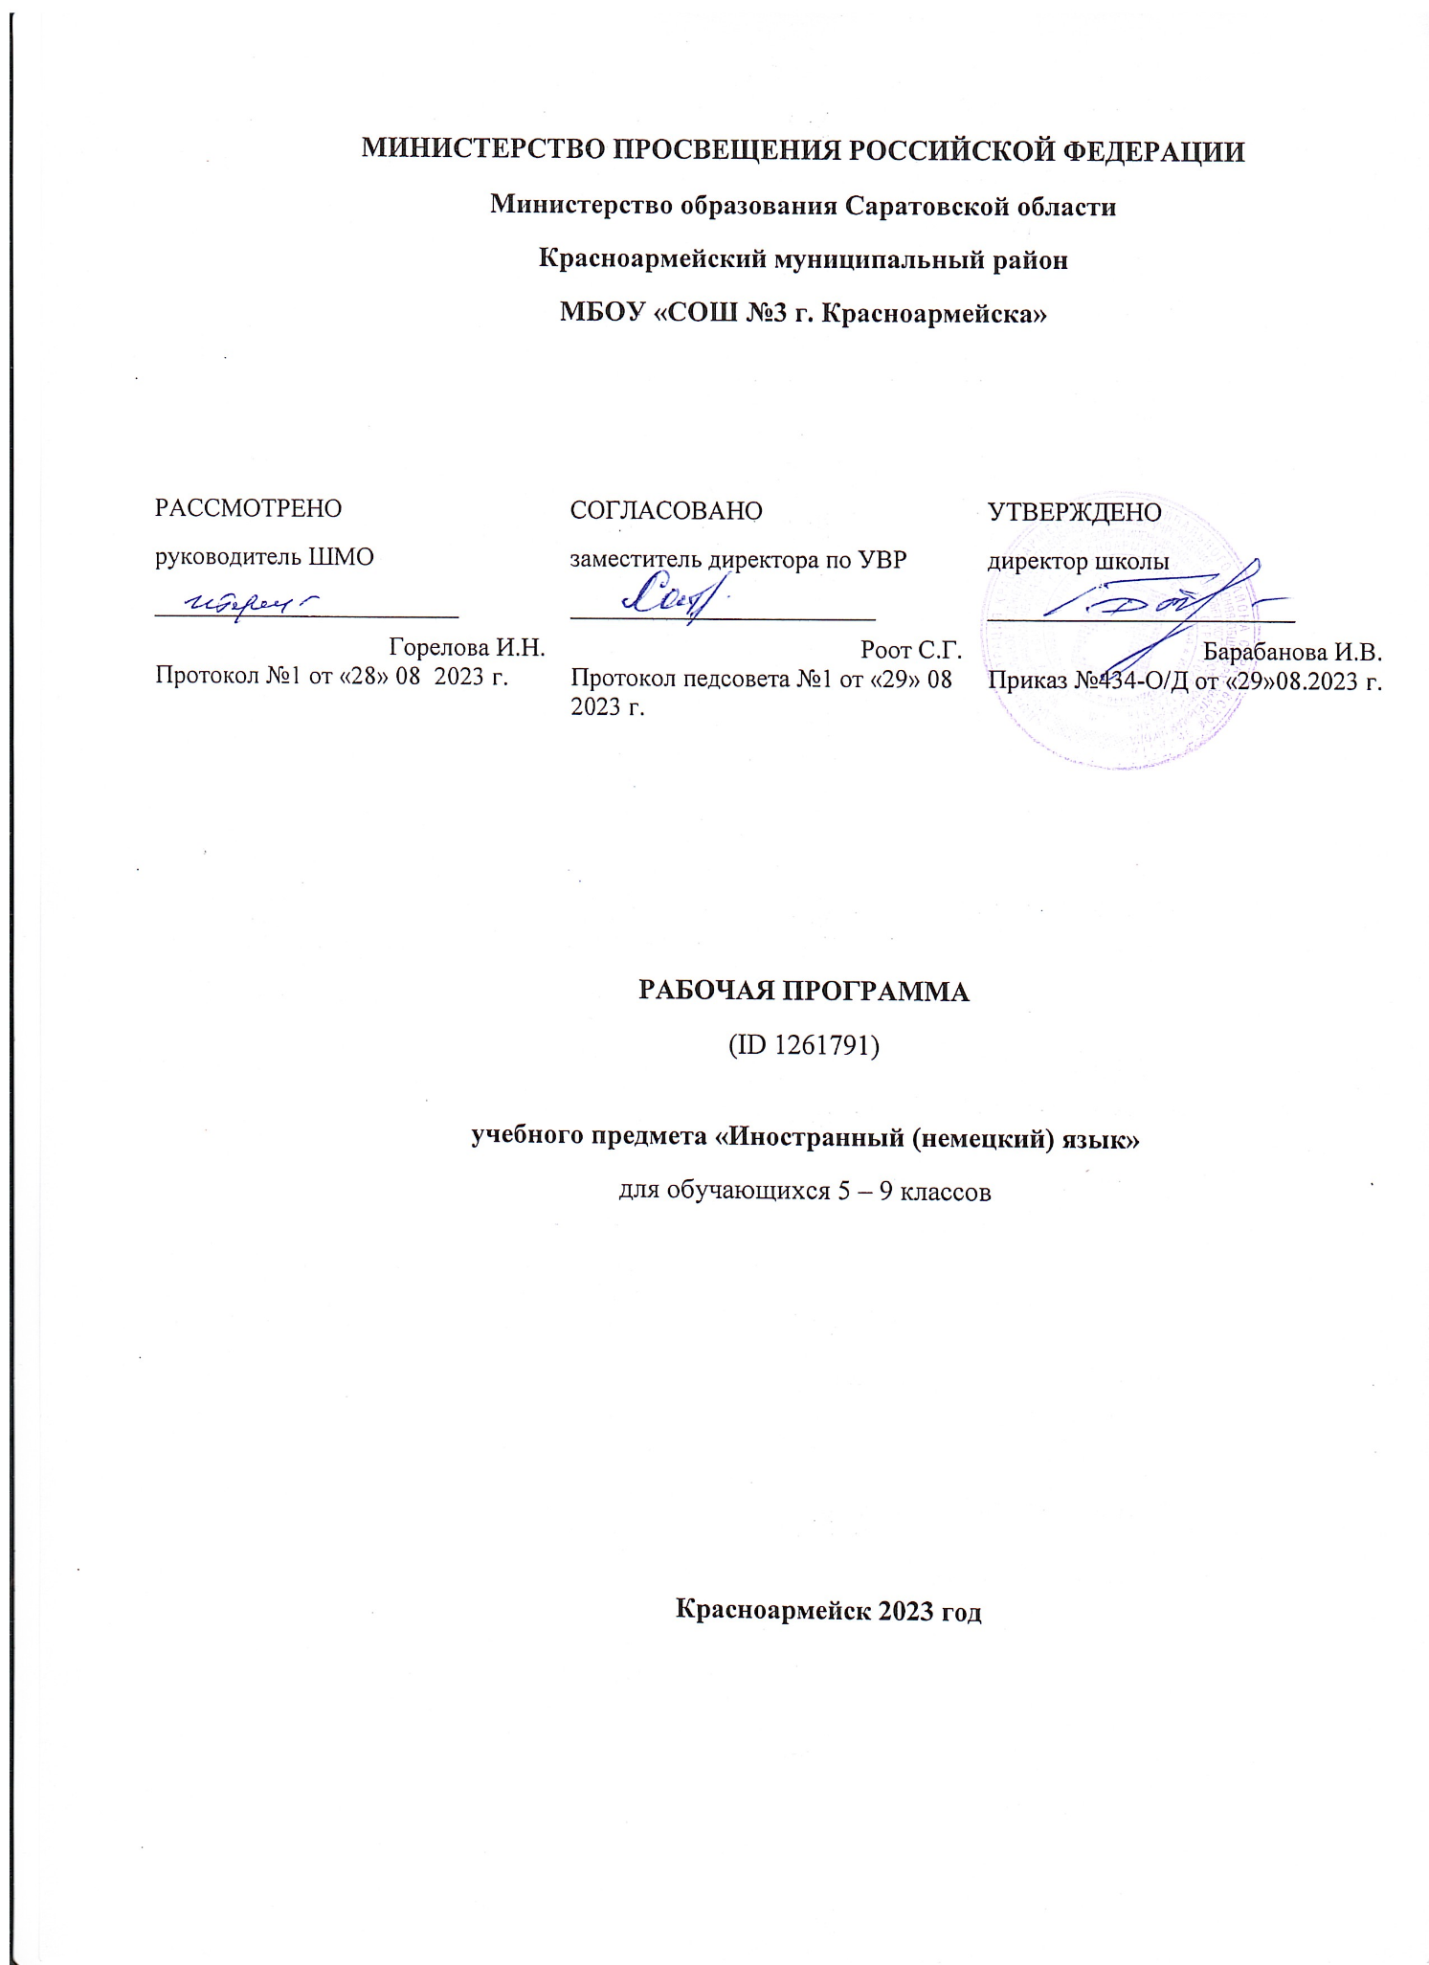 МИНИСТЕРСТВО ПРОСВЕЩЕНИЯ РОССИЙСКОЙ ФЕДЕРАЦИИ
Министерство образования Саратовской области
Красноармейский муниципальный район
МБОУ «СОШ №3 г. Красноармейска»
РАССМОТРЕНО
руководитель ШМО
Горелова И.Н.
Протокол №1 от «28» 08 2023 г.
СОГЛАСОВАНО
заместитель директора по УВР
Роот С.Г.
Протокол педсовета №1 от «29» 08
2023 г.
УТВЕРЖДЕНО
директор школы
Барабанова И.В.
Приказ №434-О/Д от «29»08.2023 г.
РАБОЧАЯ ПРОГРАММА
(ID 1261791)
учебного предмета «Иностранный (немецкий) язык»
для обучающихся 5 – 9 классов
Красноармейск 2023 год